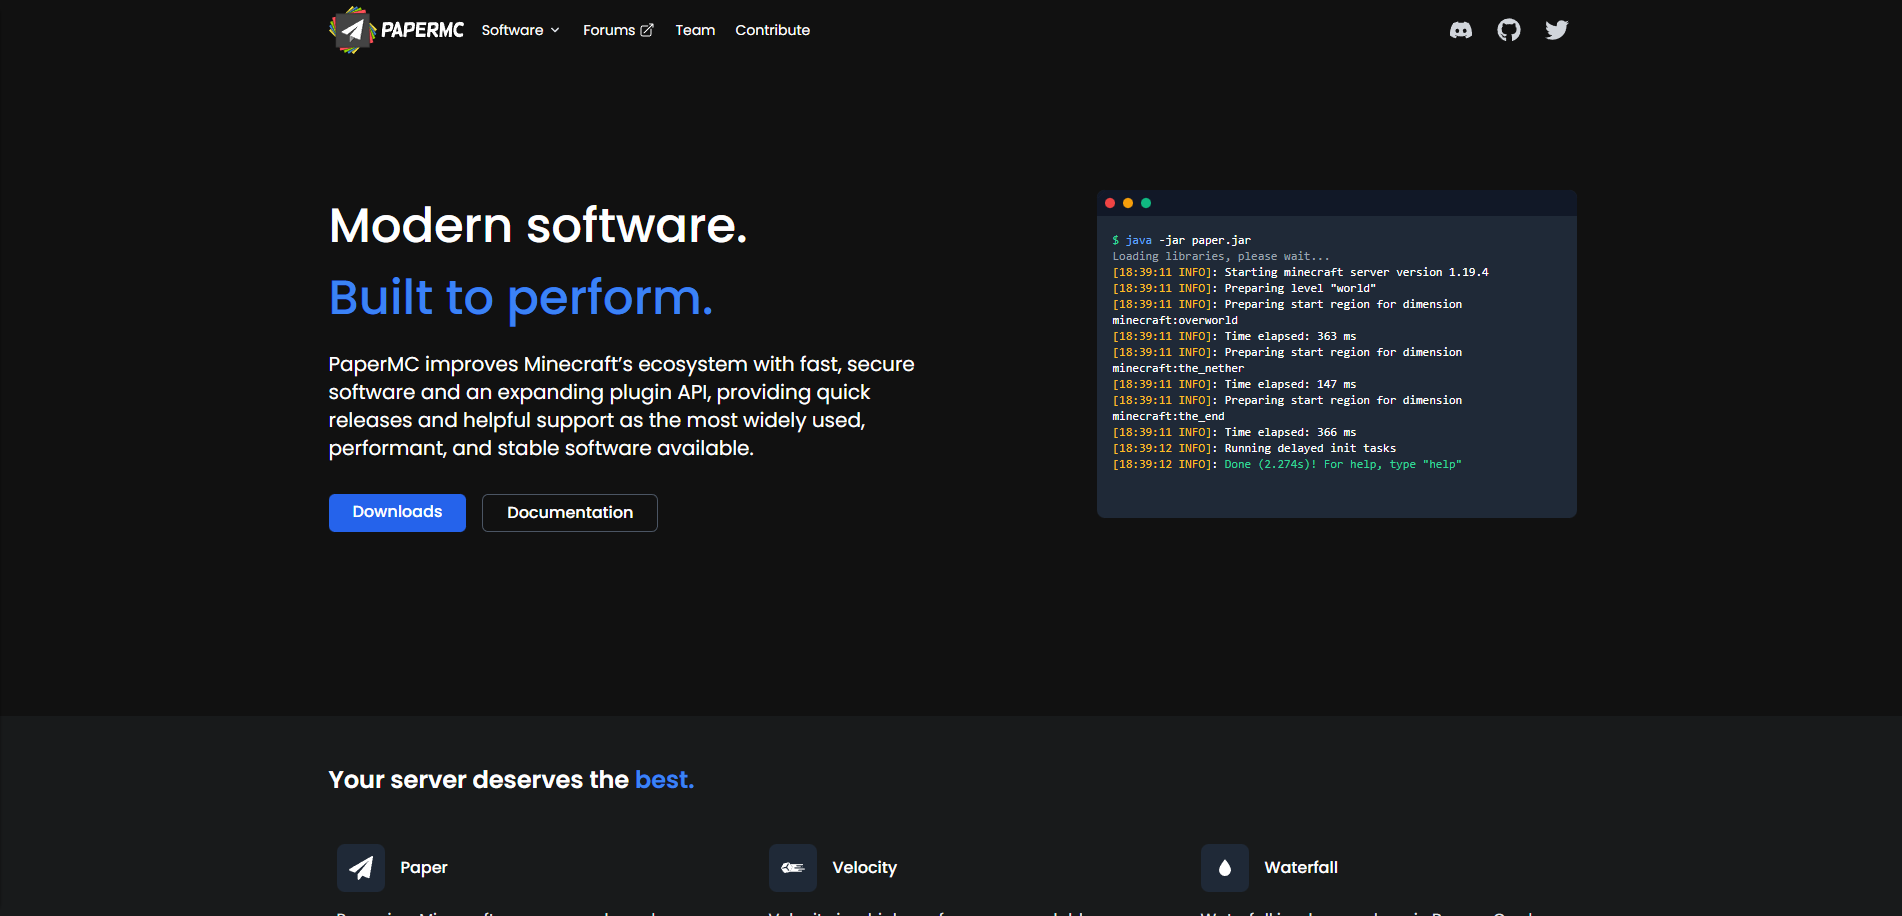 PAPERMC Software Forums Team Contribute
Modern software.
Built to perform.
PaperMC improves Minecraft’s ecosystem with fast, secure
software and an expanding plugin API, providing quick
releases and helpful support as the most widely used,
performant, and stable software available.
Downloads Documentation
$ java -jar paper.jar
Loading libraries, please wait...
[18:39:11 INFO]: Starting minecraft server version 1.19.4
[18:39:11 INFO]: Preparing level "world"
[18:39:11 INFO]: Preparing start region for dimension
minecraft:overworld
[18:39:11 INFO]: Time elapsed: 363 ms
[18:39:11 INFO]: Preparing start region for dimension
minecraft:the_nether
[18:39:11 INFO]: Time elapsed: 147 ms
[18:39:11 INFO]: Preparing start region for dimension
minecraft:the_end
[18:39:11 INFO]: Time elapsed: 366 ms
[18:39:12 INFO]: Running delayed init tasks
[18:39:12 INFO]: Done (2.274s)! For help, type "help"
Your server deserves the best.
Paper
Velocity
Waterfall